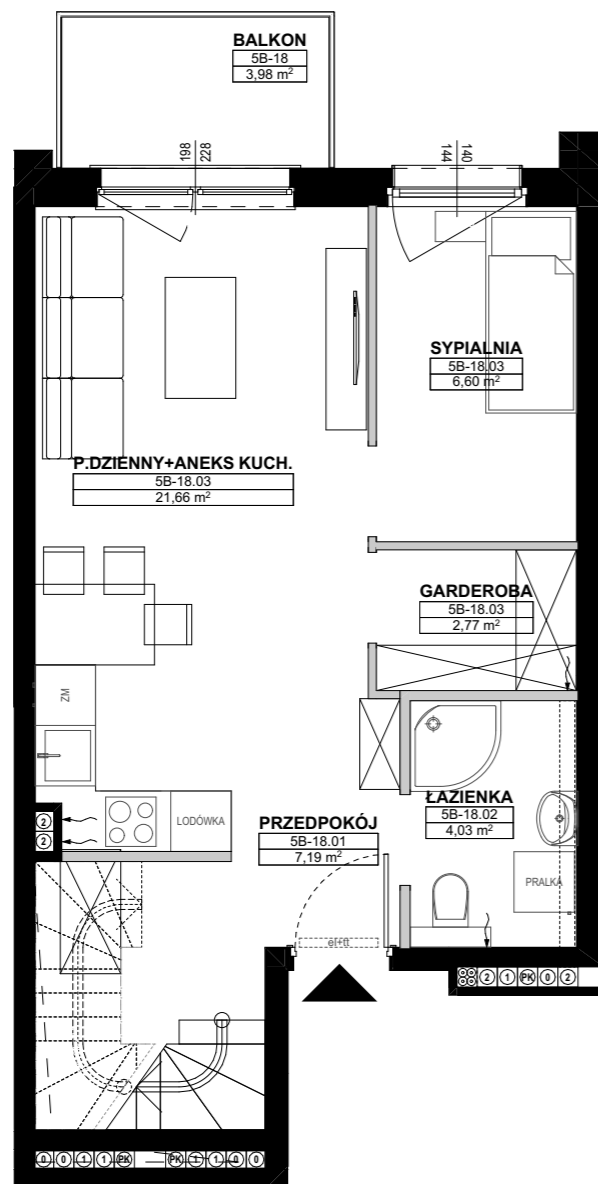 BALKON
5B-18
3,98 m²
198
228
144
140
SYPIALNIA
5B-18.03
6,60 m²
P.DZIENNY+ANEKS KUCH.
5B-18.03
21,66 m²
GARDEROBA
5B-18.03
2,77 m²
ZM
ŁAZIENKA
5B-18.02
4,03 m²
LODÓWKA
PRZEDPOKÓJ
5B-18.01
7,19 m²
2
2
PRALKA
el+tt
2 1 PK 0 2
0 0 1 1 PK PK 1 1 0 0